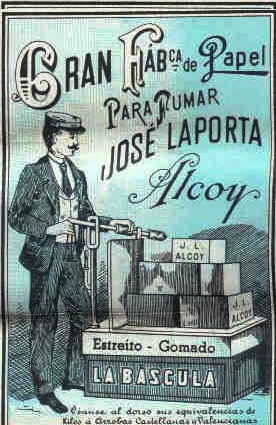 GRAN FÁBCA de Papel
PARA FUMAR
JOSÉ LAPORTA
Alcoy
J. L.
ALCOY
J. L.
ALCOY
Estreito - Gomado
LA BASCULA
Véanse al dorso sus equivalencias de
Kilos á Arrobas Castellanas y Valencianas